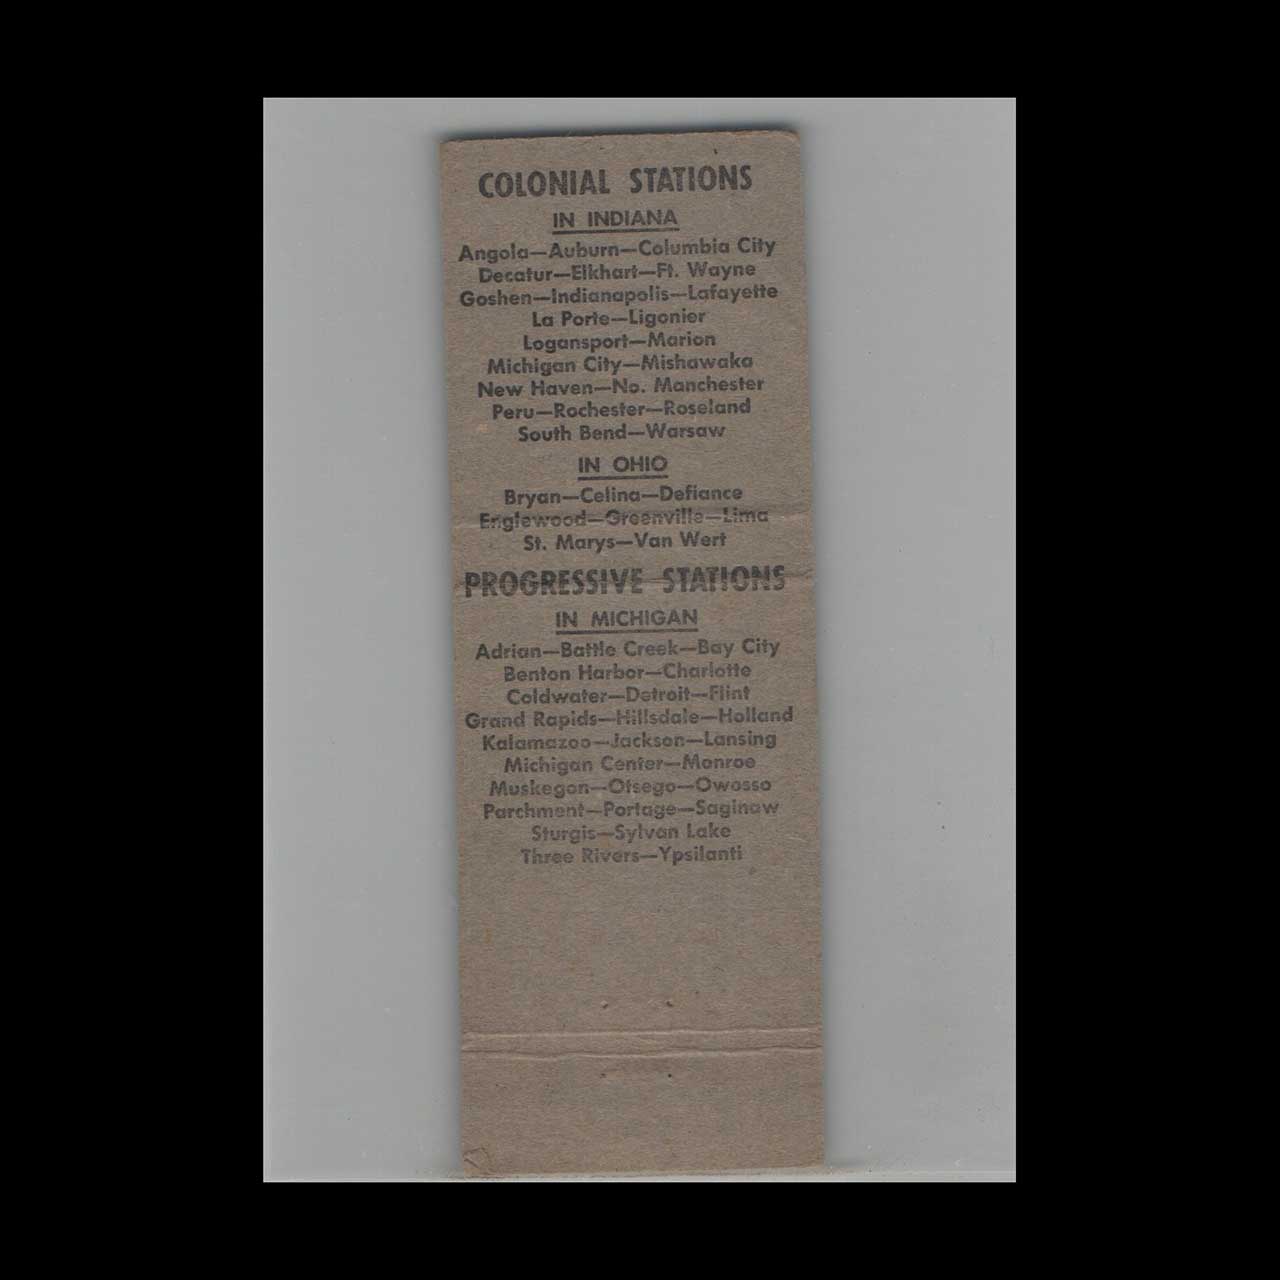 COLONIAL STATIONS
IN INDIANA
Angola—Auburn—Columbia City
Decatur—Elkhart—Ft. Wayne
Goshen—Indianapolis—Lafayette
La Porte—Ligonier
Logansport—Marion
Michigan City—Mishawaka
New Haven—No. Manchester
Peru—Rochester—Roseland
South Bend—Warsaw
IN OHIO
Bryan—Celina—Defiance
Englewood—Greenville—Lima
St. Marys—Van Wert
PROGRESSIVE STATIONS
IN MICHIGAN
Adrian—Battle Creek—Bay City
Benton Harbor—Charlotte
Coldwater—Detroit—Flint
Grand Rapids—Hillsdale—Holland
Kalamazoo—Jackson—Lansing
Michigan Center—Monroe
Muskegon—Otsego—Owosso
Parchment—Portage—Saginaw
Sturgis—Sylvan Lake
Three Rivers—Ypsilanti